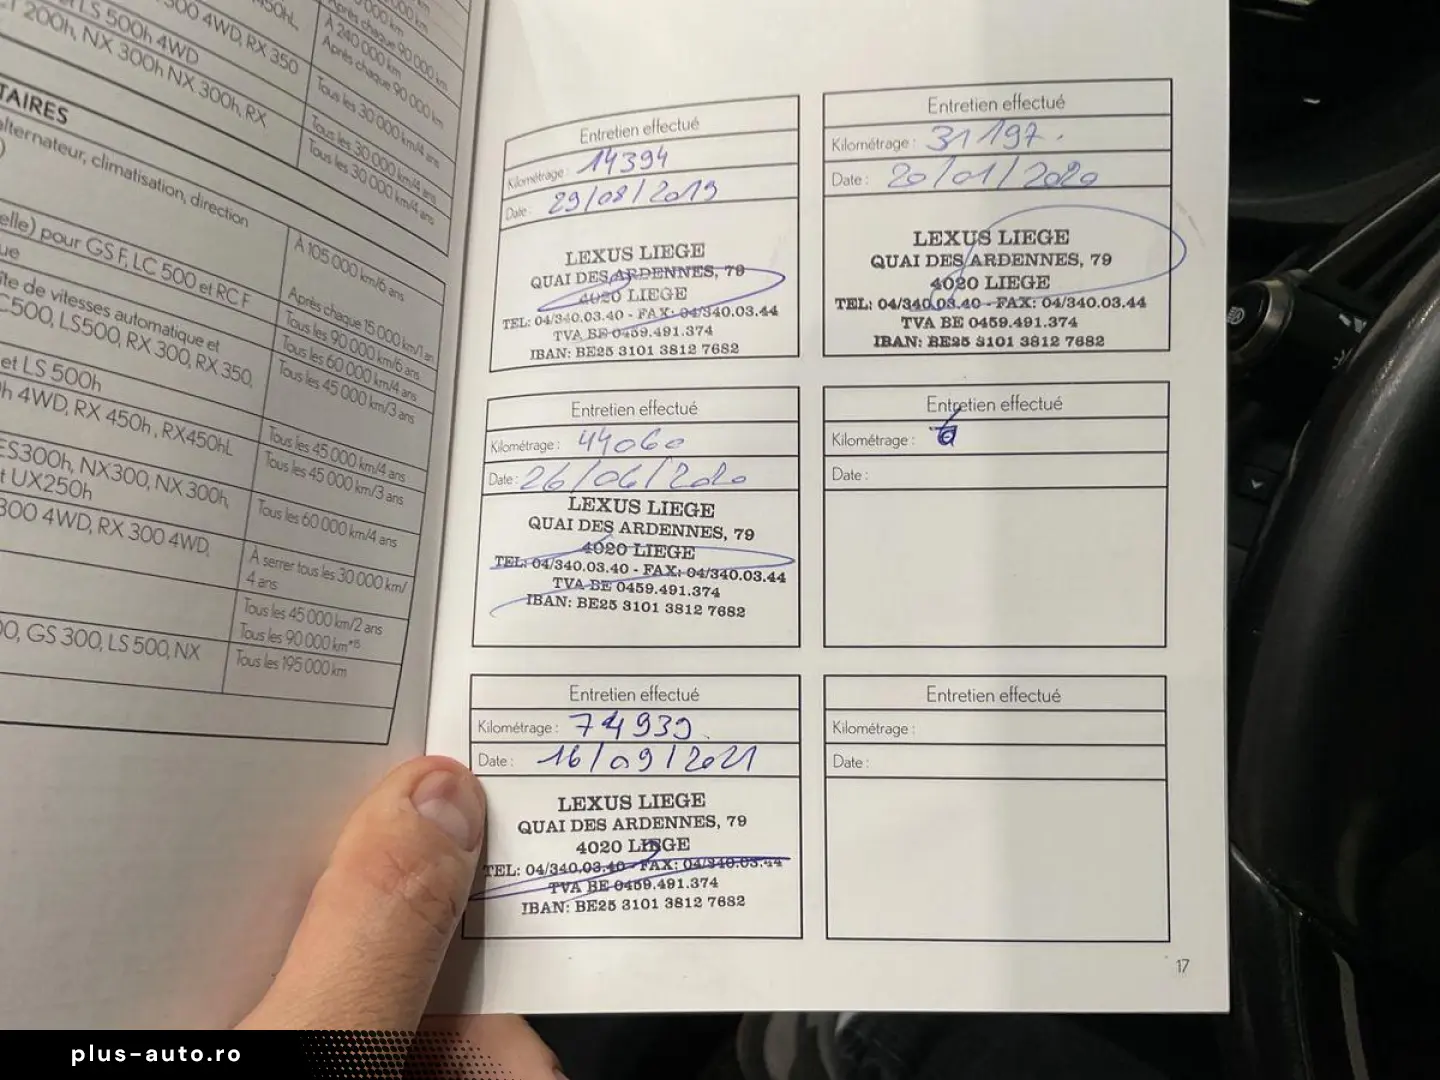 450hL
et LS 500h 4WD
300 4WD, RX 350
CT 200h, NX 300h NX 300h, RX
Après chaque 90 000 km
À 240 000 km
Après chaque 90 000 km
Tous les 30 000 km/4 ans
Tous les 30 000 km/4 ans
Tous les 30 000 km/4 ans
TAIRES
alternateur, climatisation, direction
)
À 105 000 km/6 ans
Après chaque 15 000 km/1 an
elle) pour GS F, LC 500 et RC F
ue
Tous les 90 000 km/6 ans
îte de vitesses automatique et
C500, LS500, RX 300, RX 350,
Tous les 60 000 km/4 ans
Tous les 45 000 km/3 ans
et LS 500h
h 4WD, RX 450h, RX450hL
Tous les 45 000 km/4 ans
Tous les 45 000 km/3 ans
ES300h, NX300, NX 300h,
t UX250h
Tous les 60 000 km/4 ans
300 4WD, RX 300 4WD,
À serrer tous les 30 000 km/
4 ans
Tous les 45 000 km/2 ans
Tous les 90 000 km*15
00, GS 300, LS 500, NX
Tous les 195 000 km
Entretien effectué
Kilométrage : 14394
Date : 29/08/2019
LEXUS LIEGE
QUAI DES ARDENNES, 79
4020 LIEGE
TEL: 04/340.03.40 - FAX: 04/340.03.44
TVA BE 0459.491.374
IBAN: BE25 3101 3812 7682
Entretien effectué
Kilométrage : 31197.
Date : 20/01/2020
LEXUS LIEGE
QUAI DES ARDENNES, 79
4020 LIEGE
TEL: 04/340.03.40 - FAX: 04/340.03.44
TVA BE 0459.491.374
IBAN: BE25 3101 3812 7682
Entretien effectué
Kilométrage : 44060
Date : 26/06/2020
LEXUS LIEGE
QUAI DES ARDENNES, 79
4020 LIEGE
TEL: 04/340.03.40 - FAX: 04/340.03.44
TVA BE 0459.491.374
IBAN: BE25 3101 3812 7682
Entretien effectué
Kilométrage :
Date :
Entretien effectué
Kilométrage : 74939.
Date : 16/09/2021
LEXUS LIEGE
QUAI DES ARDENNES, 79
4020 LIEGE
TEL: 04/340.03.40 - FAX: 04/340.03.44
TVA BE 0459.491.374
IBAN: BE25 3101 3812 7682
Entretien effectué
Kilométrage :
Date :
17
plus-auto.ro